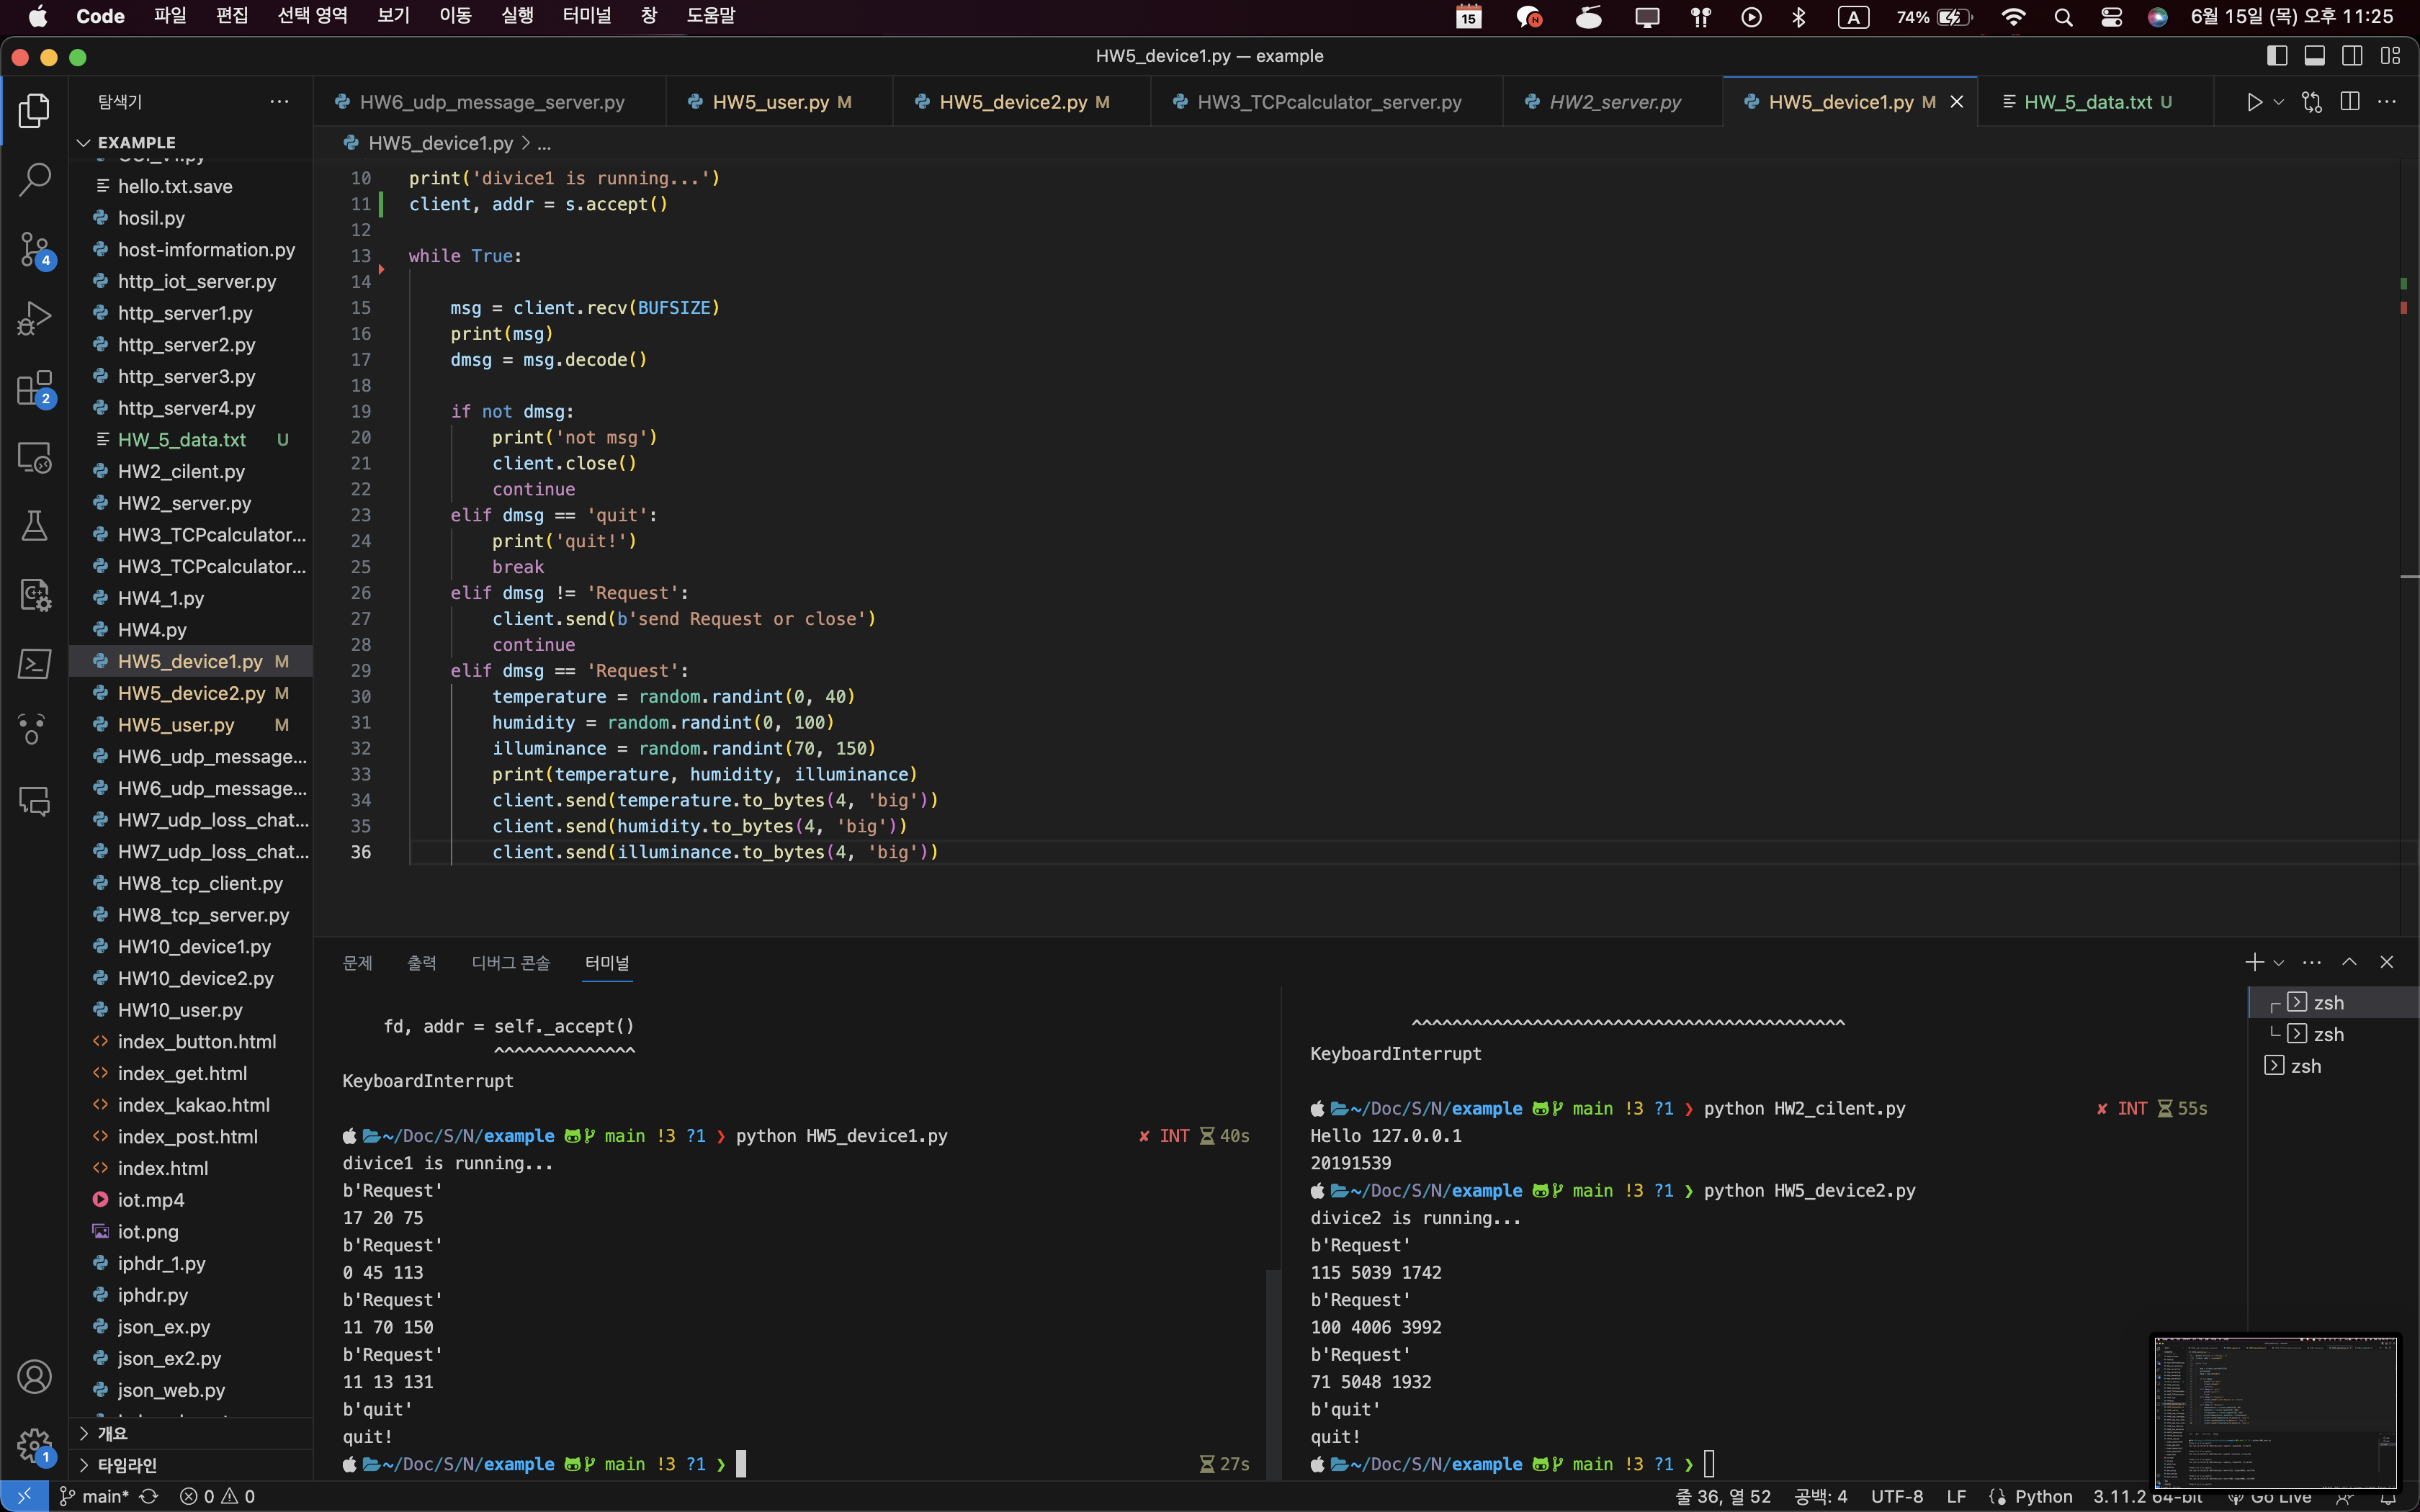 Code 파일 편집 선택 영역 보기 이동 실행 터미널 창 도움말 15 N A 74% 6월 15일 (목) 오후 11:25
HW5_device1.py — example
탐색기
HW6_udp_message_server.py HW5_user.py M HW5_device2.py M HW3_TCPcalculator_server.py HW2_server.py HW5_device1.py M HW_5_data.txt U
EXAMPLE
hello.txt.save
hosil.py
host-imformation.py
http_iot_server.py
http_server1.py
http_server2.py
http_server3.py
http_server4.py
HW_5_data.txt U
HW2_cilent.py
HW2_server.py
HW3_TCPcalculator...
HW3_TCPcalculator...
HW4_1.py
HW4.py
HW5_device1.py M
HW5_device2.py M
HW5_user.py M
HW6_udp_message...
HW6_udp_message...
HW7_udp_loss_chat...
HW7_udp_loss_chat...
HW8_tcp_client.py
HW8_tcp_server.py
HW10_device1.py
HW10_device2.py
HW10_user.py
index_button.html
index_get.html
index_kakao.html
index_post.html
index.html
iot.mp4
iot.png
iphdr_1.py
iphdr.py
json_ex.py
json_ex2.py
json_web.py
개요
타임라인
4
2
1
HW5_device1.py > ...
10 print('divice1 is running...')
11 client, addr = s.accept()
12
13 while True:
14
15 msg = client.recv(BUFSIZE)
16 print(msg)
17 dmsg = msg.decode()
18
19 if not dmsg:
20 print('not msg')
21 client.close()
22 continue
23 elif dmsg == 'quit':
24 print('quit!')
25 break
26 elif dmsg != 'Request':
27 client.send(b'send Request or close')
28 continue
29 elif dmsg == 'Request':
30 temperature = random.randint(0, 40)
31 humidity = random.randint(0, 100)
32 illuminance = random.randint(70, 150)
33 print(temperature, humidity, illuminance)
34 client.send(temperature.to_bytes(4, 'big'))
35 client.send(humidity.to_bytes(4, 'big'))
36 client.send(illuminance.to_bytes(4, 'big'))
문제 출력 디버그 콘솔 터미널
fd, addr = self._accept()
^^^^^^^^^^^^^^
KeyboardInterrupt
~/Doc/S/N/example main !3 ?1 ❯ python HW5_device1.py ✘ INT 40s
divice1 is running...
b'Request'
17 20 75
b'Request'
0 45 113
b'Request'
11 70 150
b'Request'
11 13 131
b'quit'
quit!
~/Doc/S/N/example main !3 ?1 ❯ 27s
^^^^^^^^^^^^^^^^^^^^^^^^^^^^^^^^^^^^^^^^^^^
KeyboardInterrupt
~/Doc/S/N/example main !3 ?1 ❯ python HW2_cilent.py ✘ INT 55s
Hello 127.0.0.1
20191539
~/Doc/S/N/example main !3 ?1 ❯ python HW5_device2.py
divice2 is running...
b'Request'
115 5039 1742
b'Request'
100 4006 3992
b'Request'
71 5048 1932
b'quit'
quit!
~/Doc/S/N/example main !3 ?1 ❯
zsh
zsh
zsh
main* 0 0 줄 36, 열 52 공백: 4 UTF-8 LF Python 3.11.2 64-bit Go Live